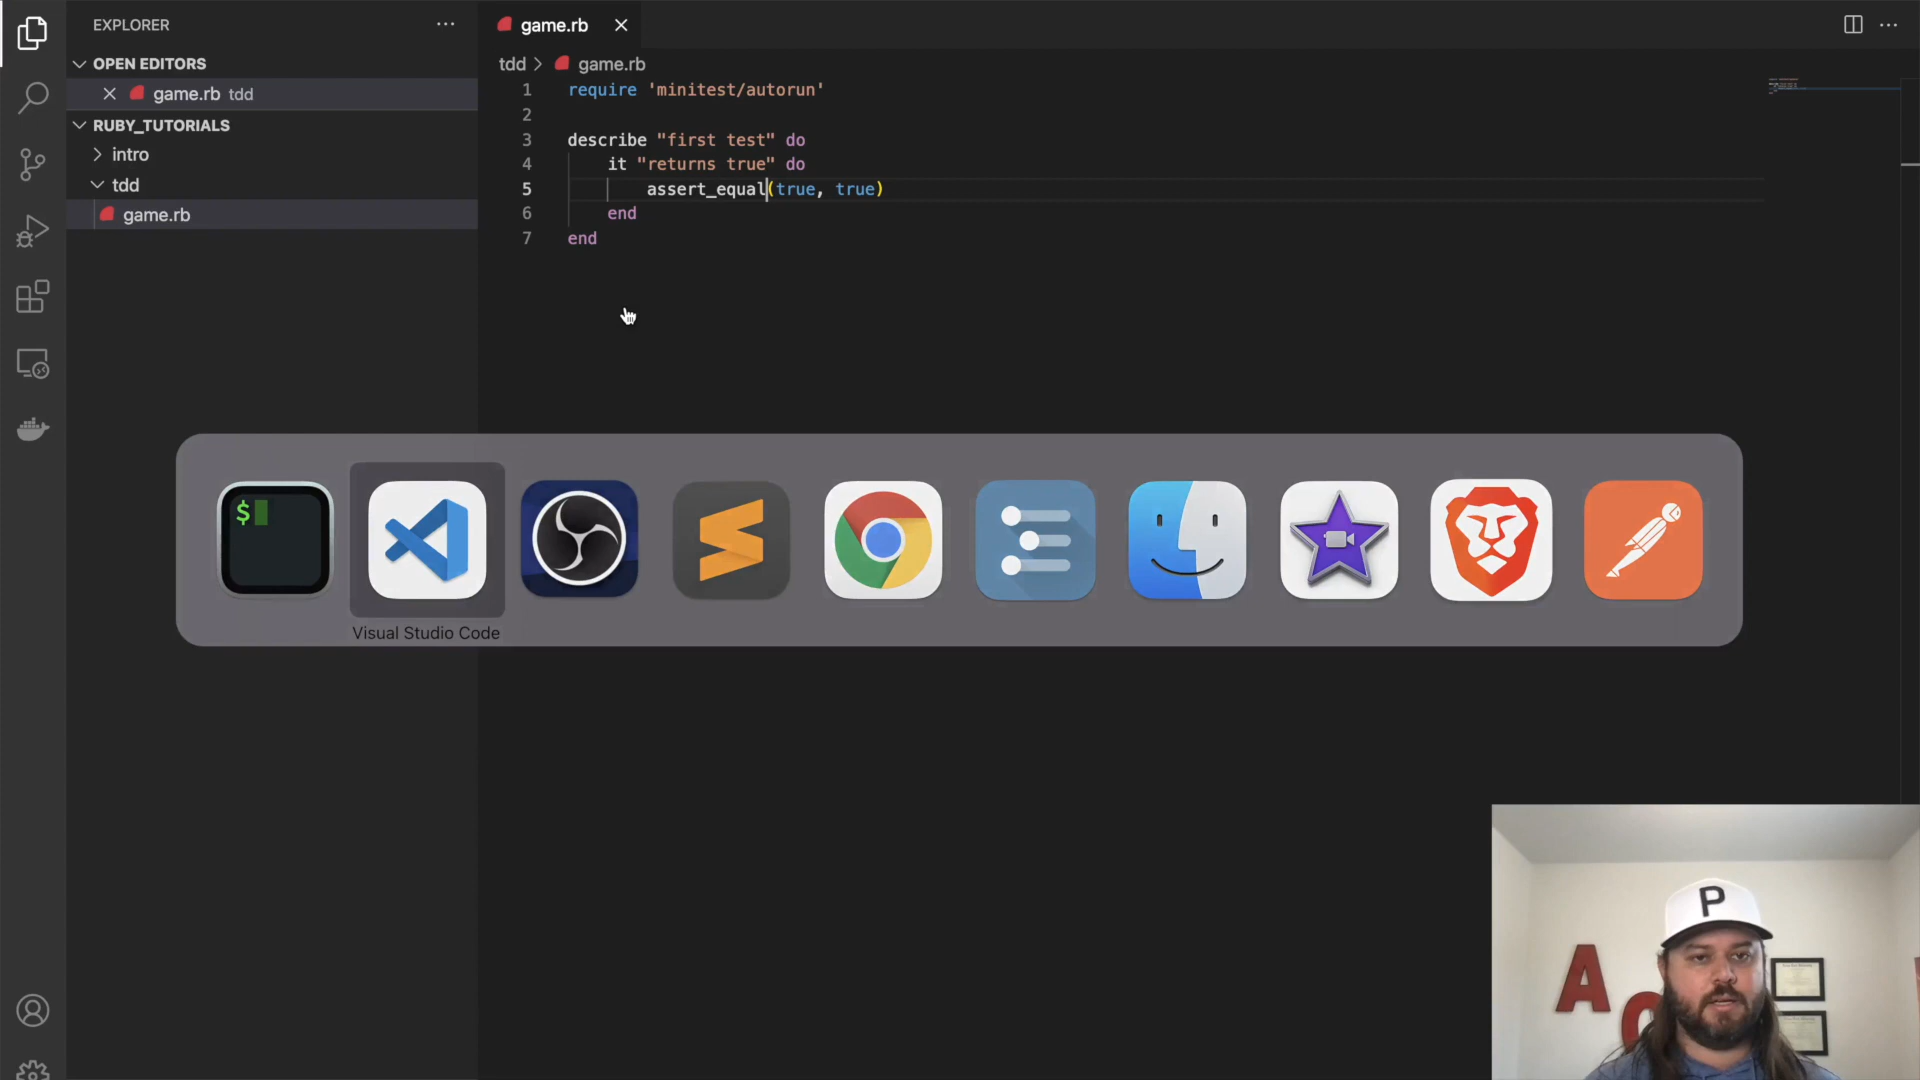 EXPLORER
OPEN EDITORS
game.rb tdd
RUBY_TUTORIALS
intro
tdd
game.rb
game.rb
tdd > game.rb
1 require 'minitest/autorun'
2
3 describe "first test" do
4 it "returns true" do
5 assert_equal(true, true)
6 end
7 end
$
Visual Studio Code
P
A